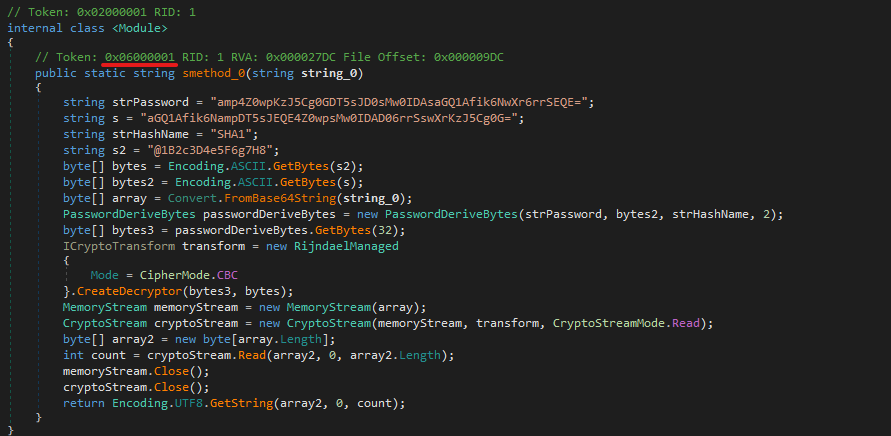 // Token: 0x02000001 RID: 1
internal class <Module>
{
    // Token: 0x06000001 RID: 1 RVA: 0x000027DC File Offset: 0x000009DC
    public static string smethod_0(string string_0)
    {
        string strPassword = "amp4Z0wpKzJ5Cg0GDT5sJD0sMw0IDAsaGQ1Afik6NwXr6rrSEQE=";
        string s = "aGQ1Afik6NampDT5sJEQE4Z0wpsMw0IDAD06rrSswXrKzJ5Cg0G=";
        string strHashName = "SHA1";
        string s2 = "@1B2c3D4e5F6g7H8";
        byte[] bytes = Encoding.ASCII.GetBytes(s2);
        byte[] bytes2 = Encoding.ASCII.GetBytes(s);
        byte[] array = Convert.FromBase64String(string_0);
        PasswordDeriveBytes passwordDeriveBytes = new PasswordDeriveBytes(strPassword, bytes2, strHashName, 2);
        byte[] bytes3 = passwordDeriveBytes.GetBytes(32);
        ICryptoTransform transform = new RijndaelManaged
        {
            Mode = CipherMode.CBC
        }.CreateDecryptor(bytes3, bytes);
        MemoryStream memoryStream = new MemoryStream(array);
        CryptoStream cryptoStream = new CryptoStream(memoryStream, transform, CryptoStreamMode.Read);
        byte[] array2 = new byte[array.Length];
        int count = cryptoStream.Read(array2, 0, array2.Length);
        memoryStream.Close();
        cryptoStream.Close();
        return Encoding.UTF8.GetString(array2, 0, count);
    }
}